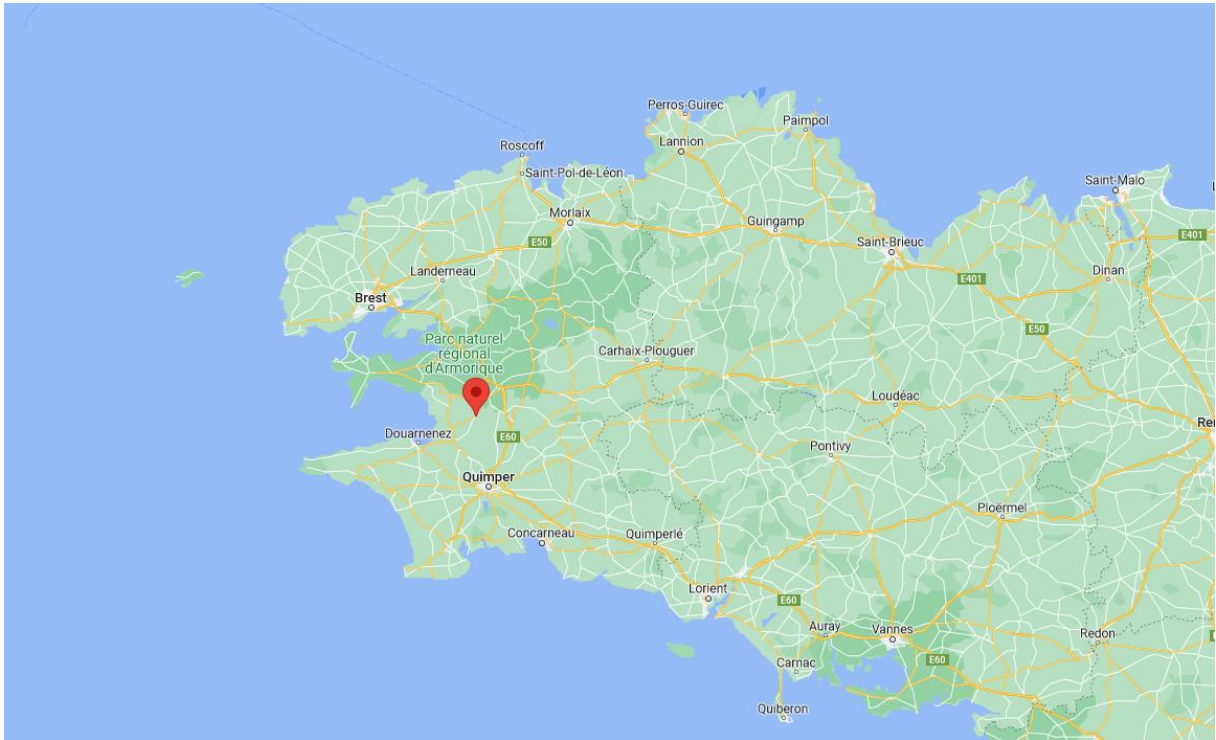 Perros-Guirec
Paimpol
Lannion
Roscoff
Saint-Pol-de-Léon
Saint-Malo
Morlaix
Guingamp
E50
Saint-Brieuc
E401
Landerneau
E401
Dinan
Brest
E50
Parc naturel
régional
d'Armorique
Carhaix-Plouguer
Loudéac
Douarnenez
E60
Pontivy
Quimper
Ploërmel
Concarneau
Quimperlé
Lorient
E60
Auray
Vannes
Redon
Carnac
E60
Quiberon